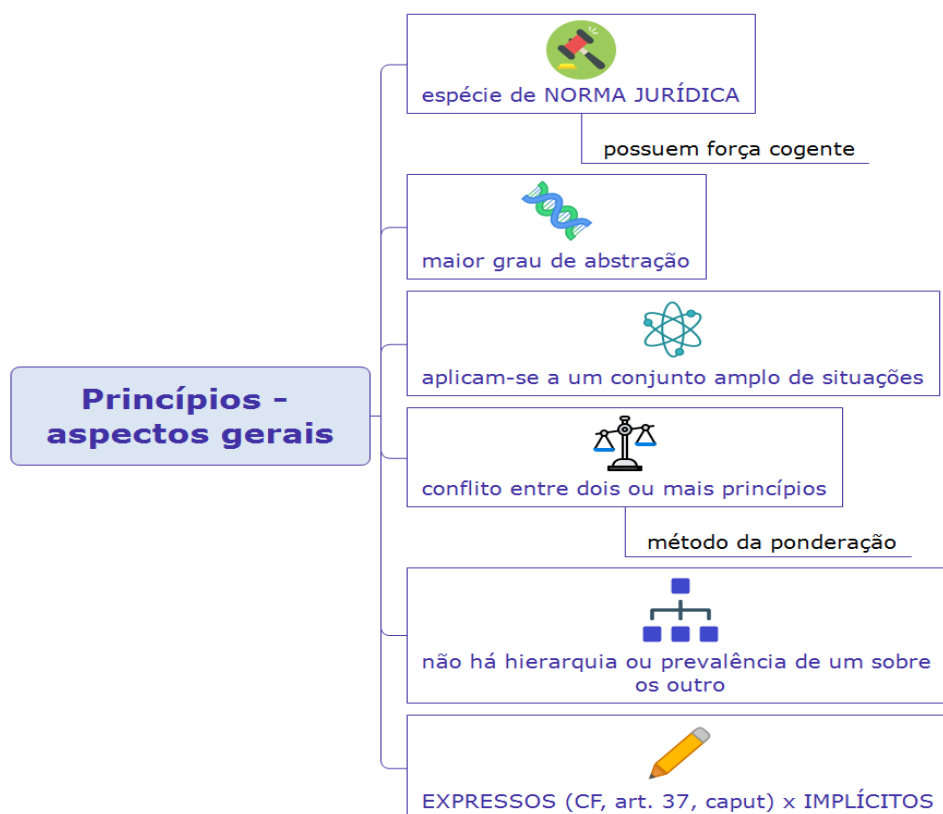 espécie de NORMA JURÍDICA
possuem força cogente
maior grau de abstração
aplicam-se a um conjunto amplo de situações
Princípios -
aspectos gerais
conflito entre dois ou mais princípios
método da ponderação
não há hierarquia ou prevalência de um sobre
os outro
EXPRESSOS (CF, art. 37, caput) x IMPLÍCITOS